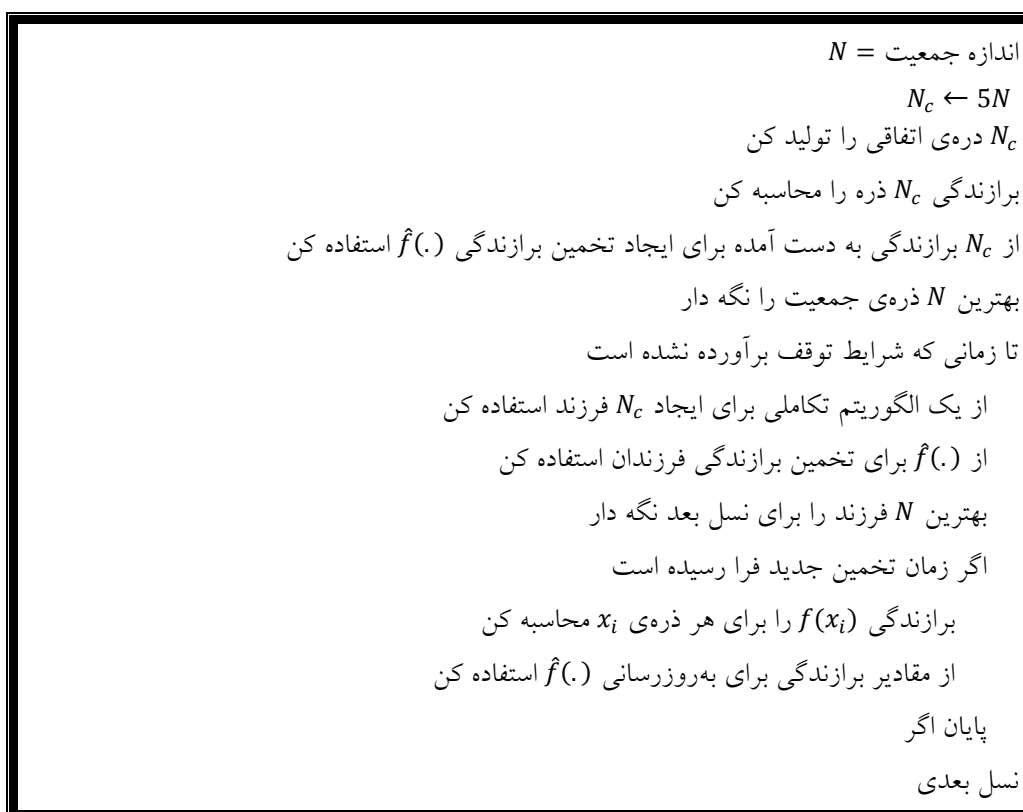 اندازه جمعیت = N
N_c ← 5N
N_c دره‌ی اتفاقی را تولید کن
برازندگی N_c ذره را محاسبه کن
از N_c برازندگی به دست آمده برای ایجاد تخمین برازندگی f̂(.) استفاده کن
بهترین N ذره‌ی جمعیت را نگه دار
تا زمانی که شرایط توقف برآورده نشده است
از یک الگوریتم تکاملی برای ایجاد N_c فرزند استفاده کن
از f̂(.) برای تخمین برازندگی فرزندان استفاده کن
بهترین N فرزند را برای نسل بعد نگه دار
اگر زمان تخمین جدید فرا رسیده است
برازندگی f(x_i) را برای هر ذره‌ی x_i محاسبه کن
از مقادیر برازندگی برای به‌روزرسانی f̂(.) استفاده کن
پایان اگر
نسل بعدی